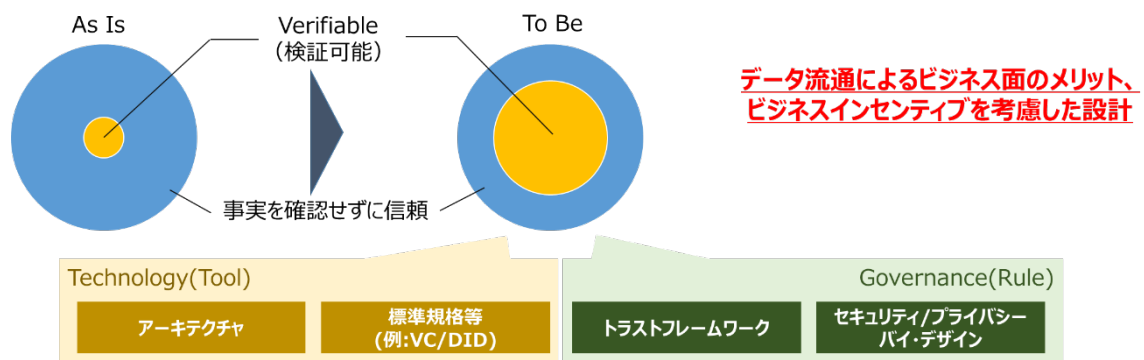 As Is
Verifiable
（検証可能）
To Be
事実を確認せずに信頼
データ流通によるビジネス面のメリット、
ビジネスインセンティブを考慮した設計
Technology(Tool)
アーキテクチャ
標準規格等
(例:VC/DID)
Governance(Rule)
トラストフレームワーク
セキュリティ/プライバシー
バイ・デザイン